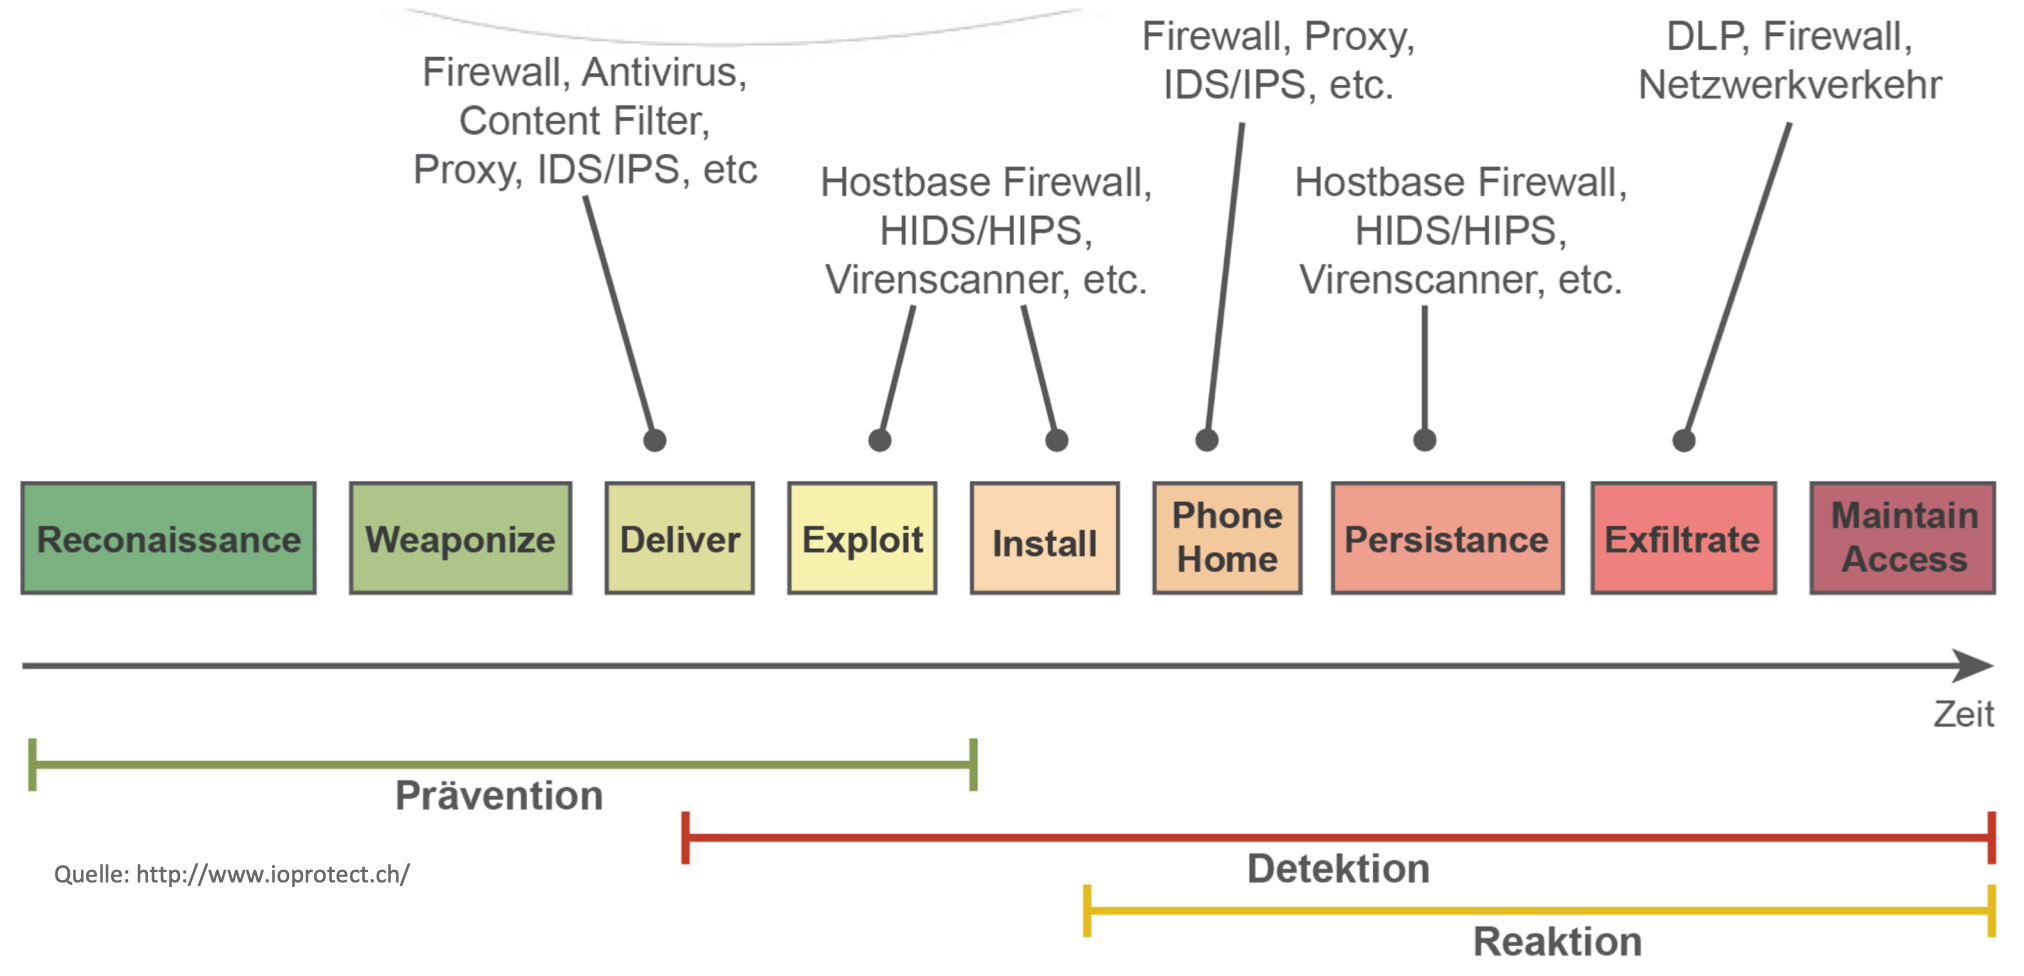 Firewall, Antivirus,
Content Filter,
Proxy, IDS/IPS, etc
Hostbase Firewall,
HIDS/HIPS,
Virenscanner, etc.
Firewall, Proxy,
IDS/IPS, etc.
Hostbase Firewall,
HIDS/HIPS,
Virenscanner, etc.
DLP, Firewall,
Netzwerkverkehr
Reconaissance
Weaponize
Deliver
Exploit
Install
Phone
Home
Persistance
Exfiltrate
Maintain
Access
Zeit
Prävention
Detektion
Reaktion
Quelle: http://www.ioprotect.ch/